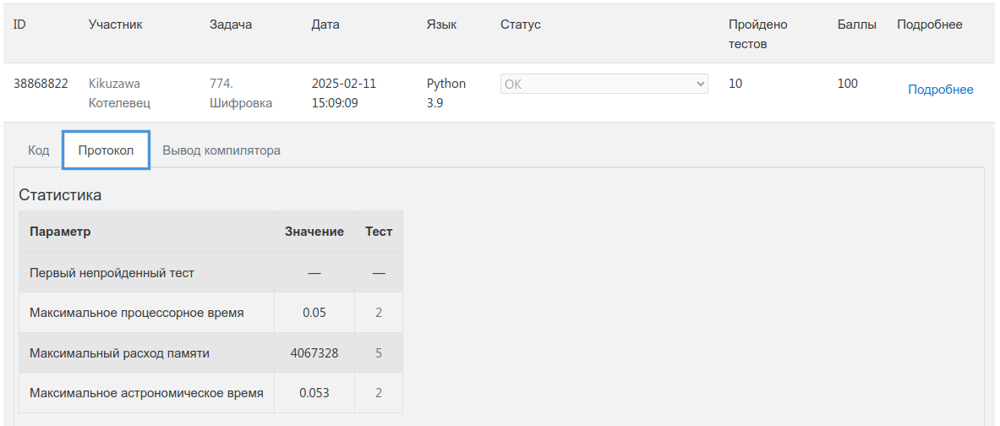 ID Участник Задача Дата Язык Статус Пройдено тестов Баллы Подробнее
38868822 Kikuzawa Котелевец 774. Шифровка 2025-02-11 15:09:09 Python 3.9 OK 10 100 Подробнее
Код Протокол Вывод компилятора
Статистика
Параметр Значение Тест
Первый непройденный тест — —
Максимальное процессорное время 0.05 2
Максимальный расход памяти 4067328 5
Максимальное астрономическое время 0.053 2